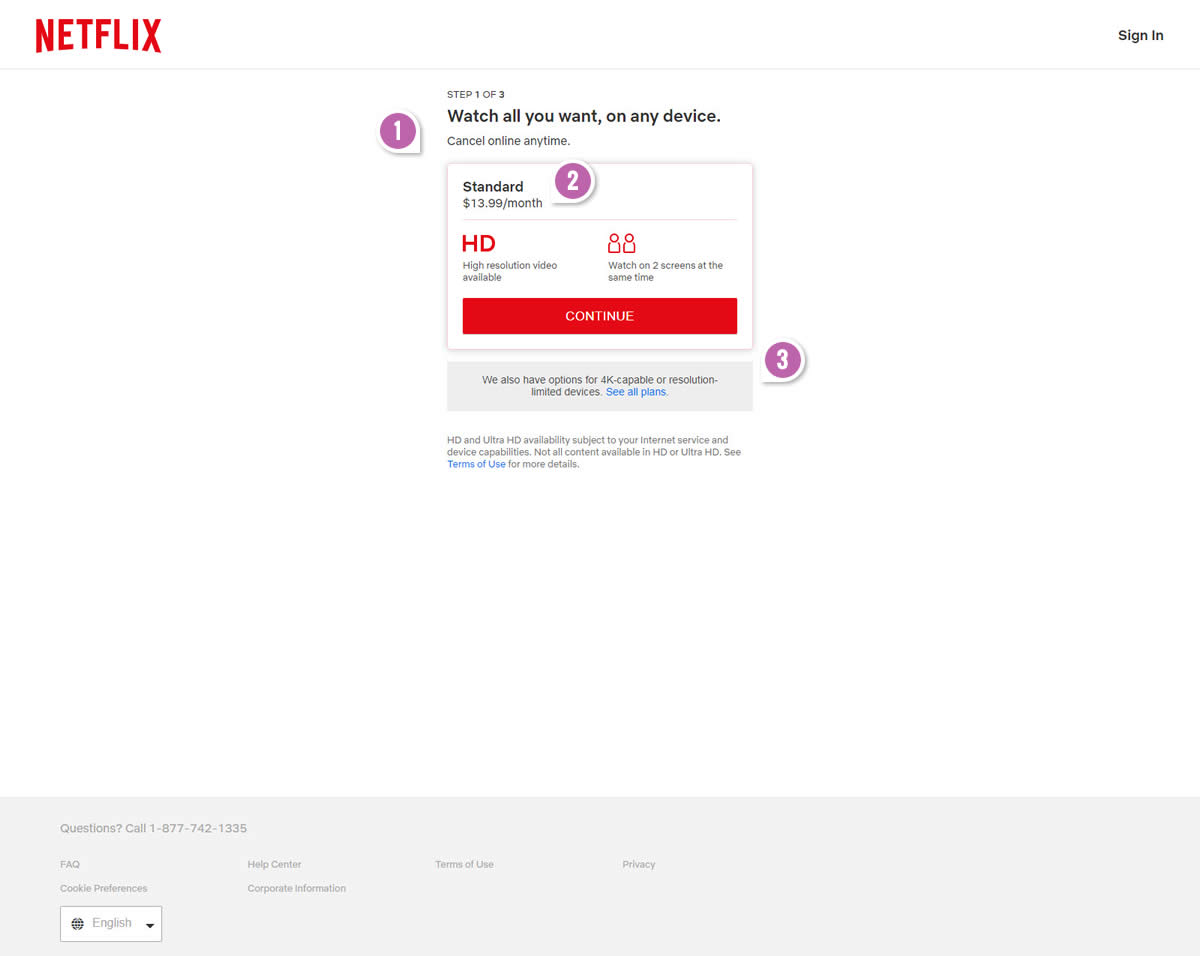 NETFLIX
Sign In
STEP 1 OF 3
Watch all you want, on any device.
1
Cancel online anytime.
2
Standard
$13.99/month
HD
High resolution video
available
Watch on 2 screens at the
same time
CONTINUE
3
We also have options for 4K-capable or resolution-
limited devices. See all plans.
HD and Ultra HD availability subject to your Internet service and
device capabilities. Not all content available in HD or Ultra HD. See
Terms of Use for more details.
Questions? Call 1-877-742-1335
FAQ
Help Center
Terms of Use
Privacy
Cookie Preferences
Corporate Information
English